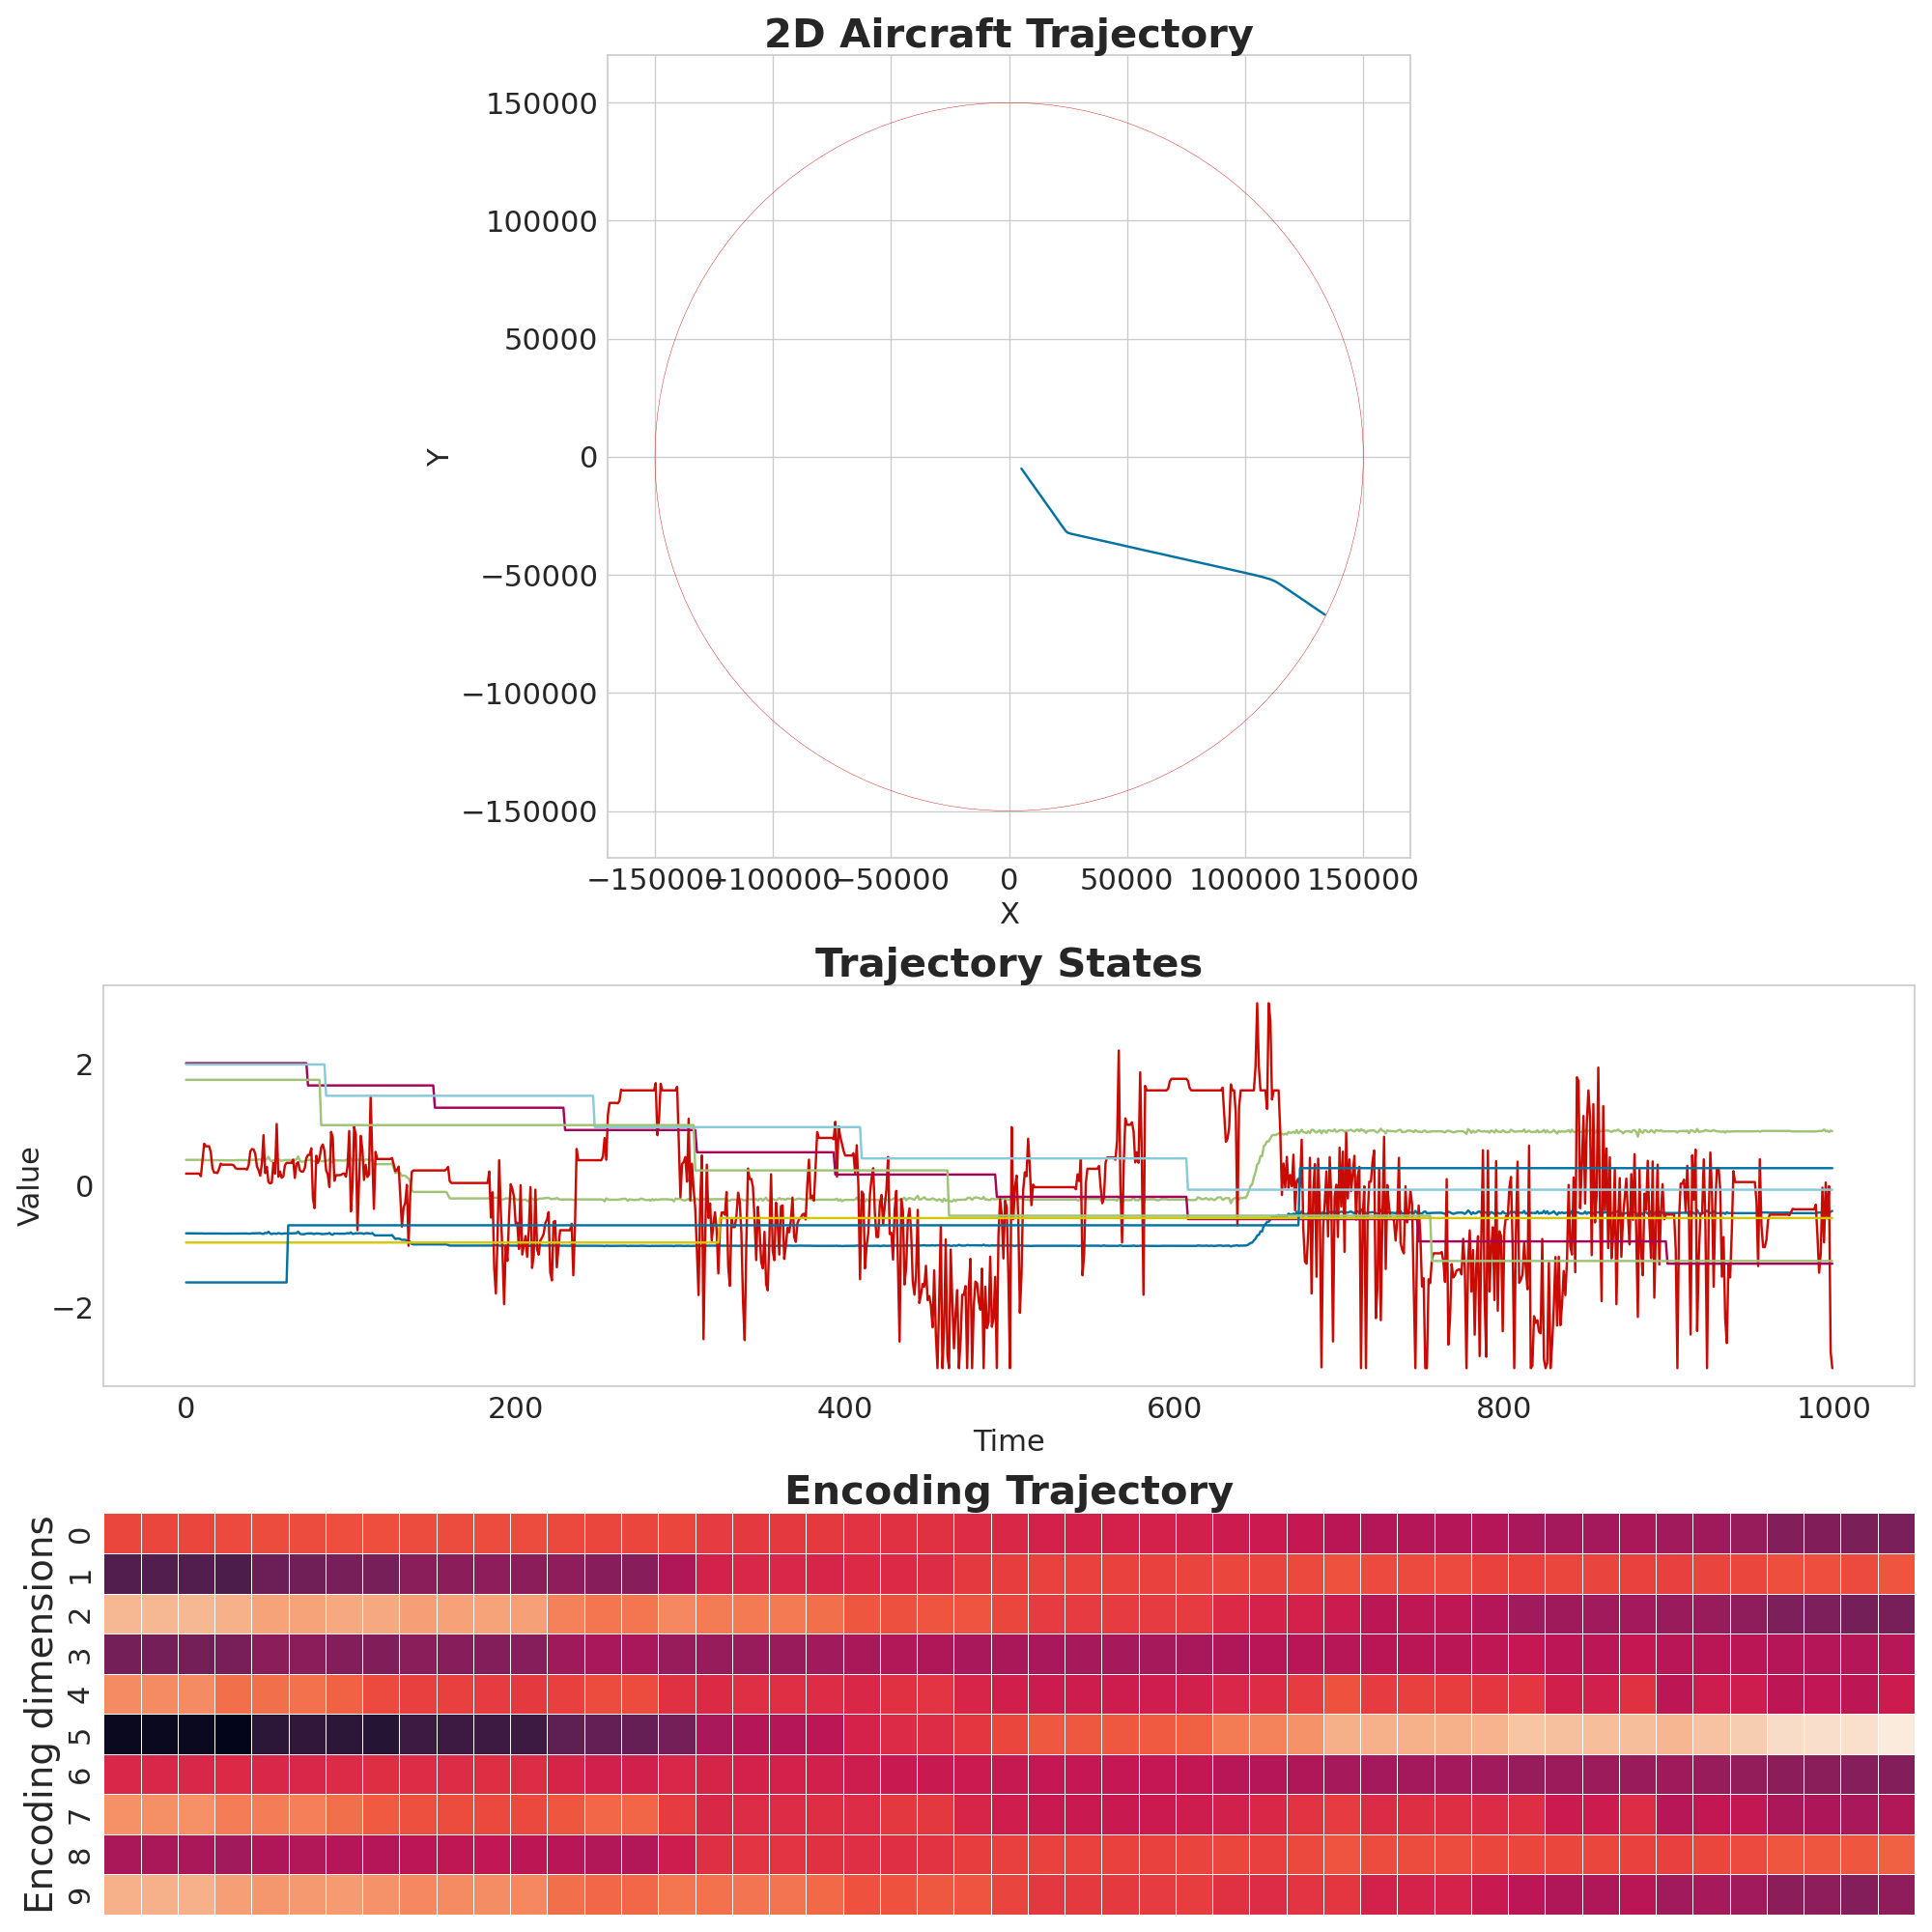 2D Aircraft Trajectory
150000
100000
50000
0
−50000
−100000
−150000
Y
−150000 −100000 −50000 0 50000 100000 150000
X
Trajectory States
2
0
−2
Value
0 200 400 600 800 1000
Time
Encoding Trajectory
0
1
2
3
4
5
6
7
8
9
Encoding dimensions